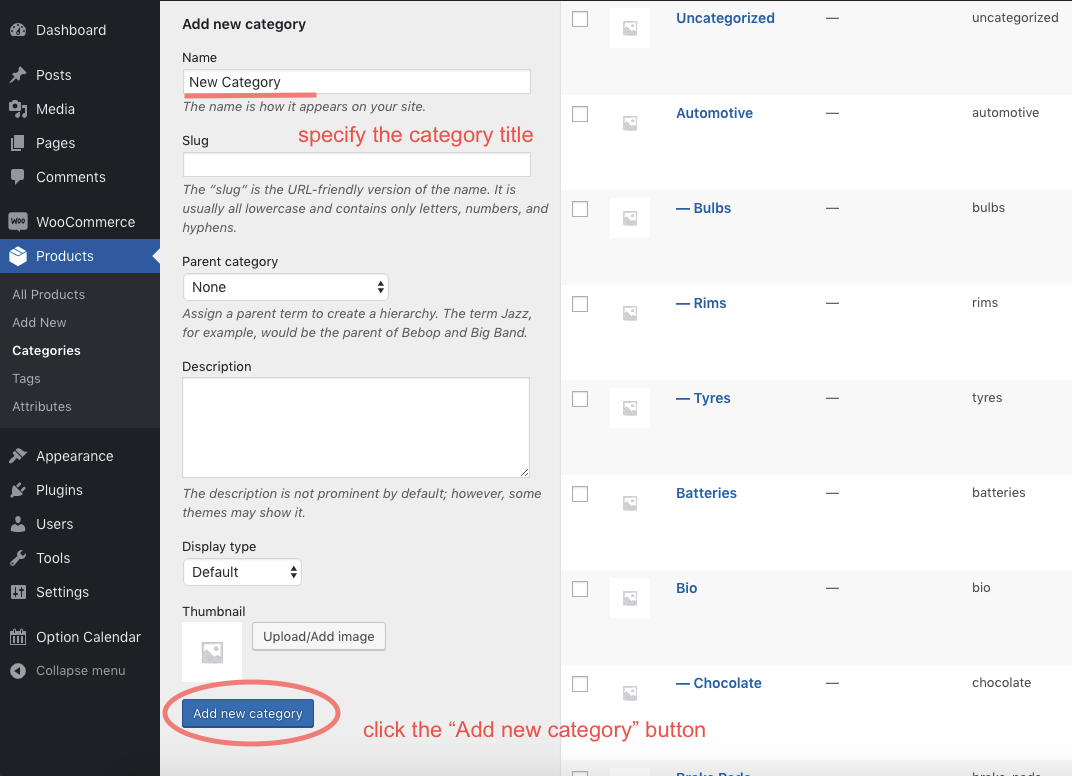 Dashboard
Posts
Media
Pages
Comments
WOO
WooCommerce
Products
All Products
Add New
Categories
Tags
Attributes
Appearance
Plugins
Users
Tools
Settings
Option Calendar
Collapse menu
Add new category
Name
New Category
The name is how it appears on your site.
specify the category title
Slug
The “slug” is the URL-friendly version of the name. It is
usually all lowercase and contains only letters, numbers, and
hyphens.
Parent category
None
Assign a parent term to create a hierarchy. The term Jazz,
for example, would be the parent of Bebop and Big Band.
Description
The description is not prominent by default; however, some
themes may show it.
Display type
Default
Thumbnail
Upload/Add image
Add new category
click the “Add new category” button
Uncategorized — uncategorized
Automotive — automotive
— Bulbs — bulbs
— Rims — rims
— Tyres — tyres
Batteries — batteries
Bio — bio
— Chocolate — chocolate